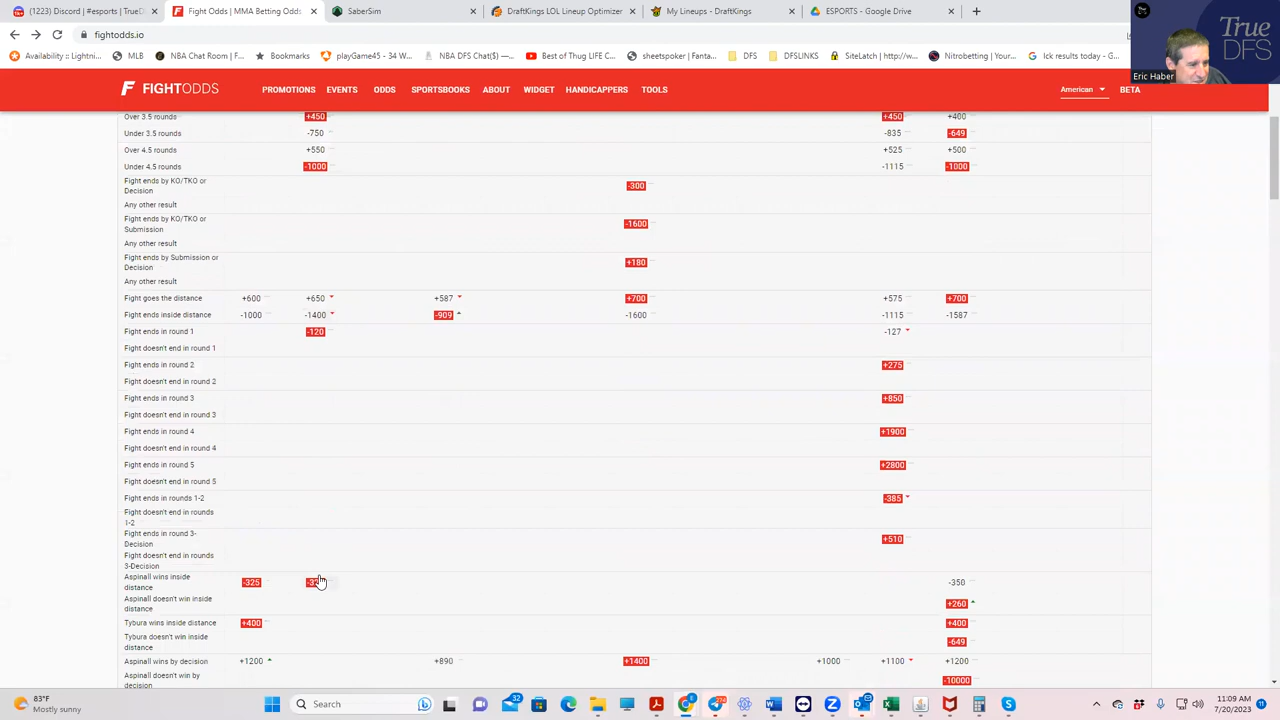 (1223) Discord | #esports | TrueD
Fight Odds | MMA Betting Odds
SaberSim
DraftKings LOL Lineup Optimizer
My Lineups - DraftKings
ESPORTS - Google Drive
fightodds.io
Availability :: Lightni...
MLB
NBA Chat Room | F...
Bookmarks
playGame45 - 34 W...
NBA DFS Chat($) —...
Best of Thug LIFE C...
sheetspoker | Fanta...
DFS
DFSLINKS
SiteLatch | http://w...
Nitrobetting | Your...
Ick results today - G...
True DFS
Eric Haber
FIGHTODDS
PROMOTIONS EVENTS ODDS SPORTSBOOKS ABOUT WIDGET HANDICAPPERS TOOLS
American
BETA
Over 3.5 rounds +450 +450 +400
Under 3.5 rounds -750 -835 -649
Over 4.5 rounds +550 +525 +500
Under 4.5 rounds -1000 -1115 -1000
Fight ends by KO/TKO or
Decision
-300
Any other result
Fight ends by KO/TKO or
Submission
-1600
Any other result
Fight ends by Submission or
Decision
+180
Any other result
Fight goes the distance +600 +650 +587 +700 +575 +700
Fight ends inside distance -1000 -1400 -909 -1600 -1115 -1587
Fight ends in round 1 -120 -127
Fight doesn't end in round 1
Fight ends in round 2 +275
Fight doesn't end in round 2
Fight ends in round 3 +850
Fight doesn't end in round 3
Fight ends in round 4 +1900
Fight doesn't end in round 4
Fight ends in round 5 +2800
Fight doesn't end in round 5
Fight ends in rounds 1-2 -385
Fight doesn't end in rounds
1-2
Fight ends in round 3-
Decision
+510
Fight doesn't end in rounds
3-Decision
Aspinall wins inside
distance
-325 -350
Aspinall doesn't win inside
distance
+260
Tybura wins inside distance +400 +400
Tybura doesn't win inside
distance
-649
Aspinall wins by decision +1200 +890 +1400 +1000 +1100 +1200
Aspinall doesn't win by
decision
-10000
83°F
Mostly sunny
Search
32
11:09 AM
7/20/2023